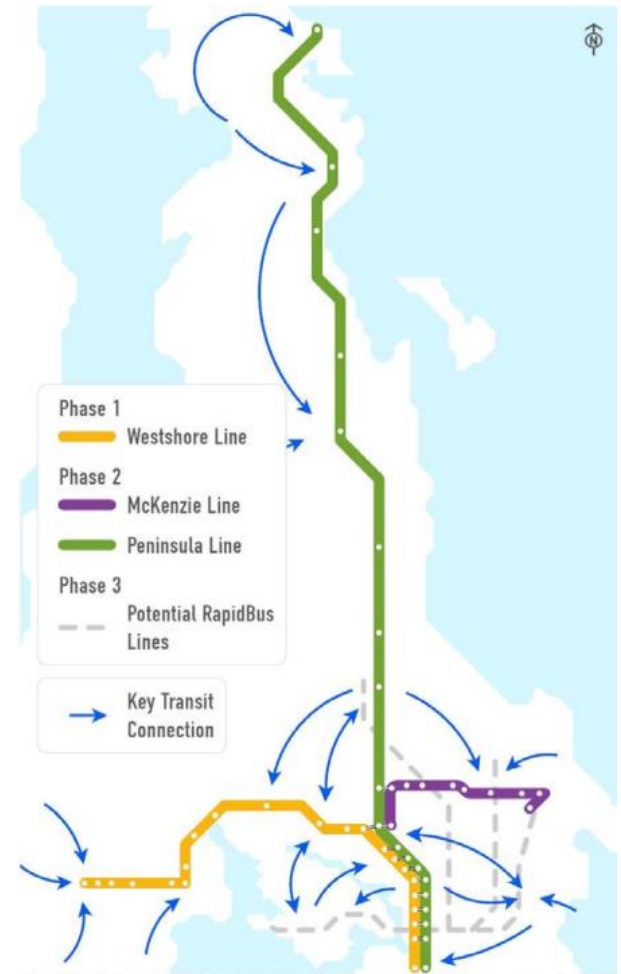 N
Phase 1
Westshore Line
Phase 2
McKenzie Line
Peninsula Line
Phase 3
Potential RapidBus
Lines
Key Transit
Connection